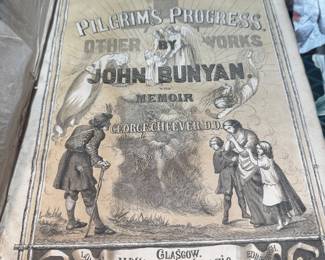 PILGRIM'S PROGRESS.
OTHER BY WORKS
JOHN BUNYAN.
MEMOIR
GEORGE CHEEVER D.D.
GLASGOW.